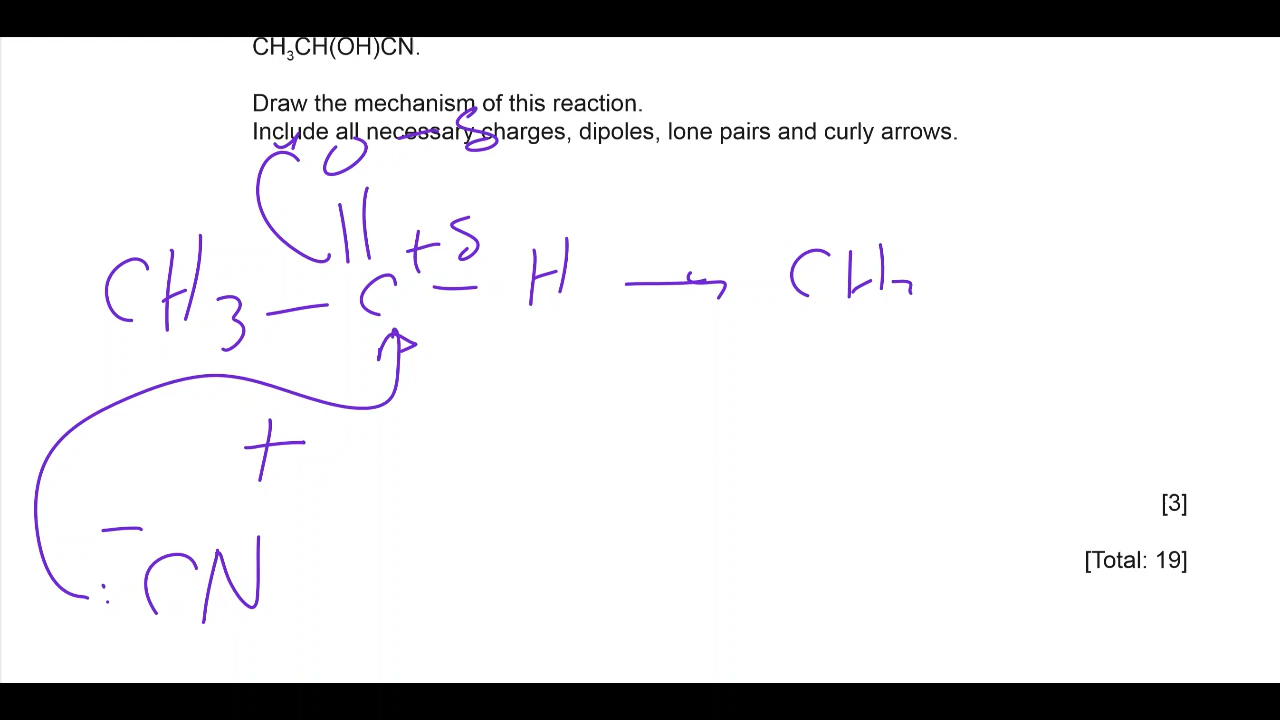 CH₃CH(OH)CN.
Draw the mechanism of this reaction.
Include all necessary charges, dipoles, lone pairs and curly arrows.
O −δ
+δ
CH3 — C — H → CH
+
−
:CN
[3]
[Total: 19]